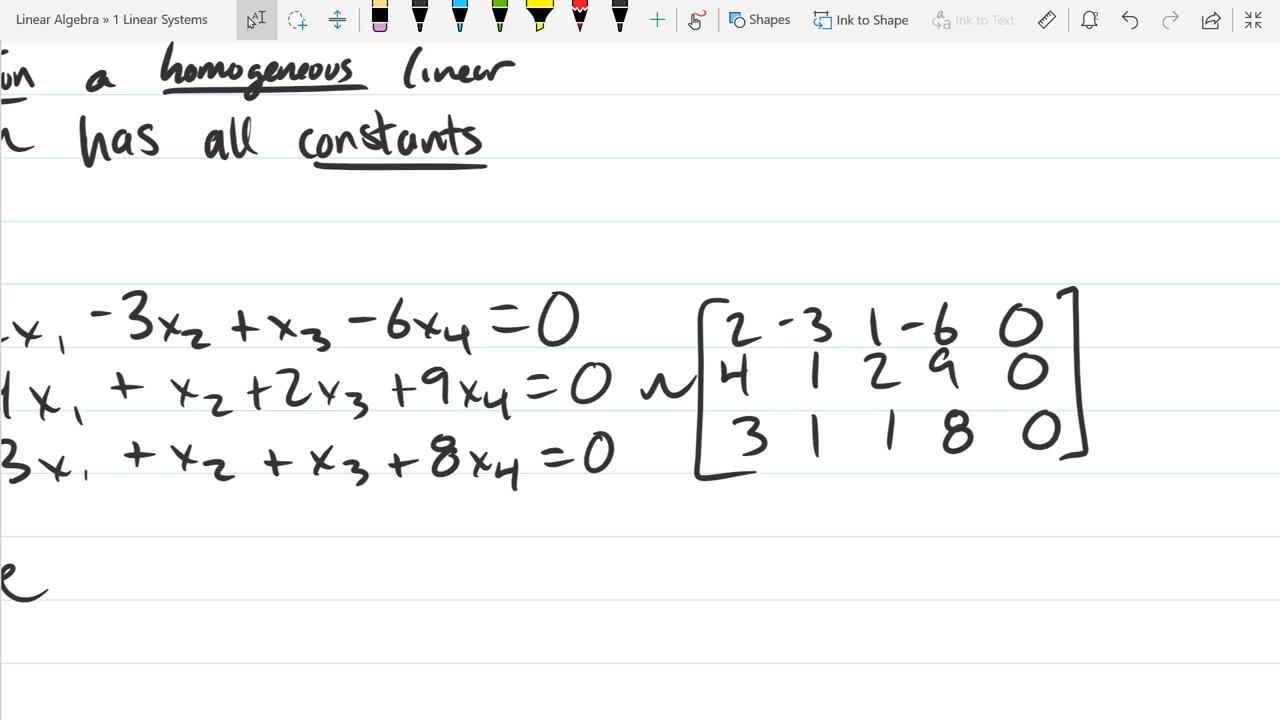 Linear Algebra » 1 Linear Systems Shapes Ink to Shape Ink to Text
a homogeneous linear
has all constants
x₁ -3x₂ +x₃ -6x₄ =0 [2 -3 1 -6 0
x₁ + x₂ +2x₃ +9x₄ =0 ~ 4 1 2 9 0
3x₁ + x₂ + x₃ + 8x₄ =0 3 1 1 8 0]
e